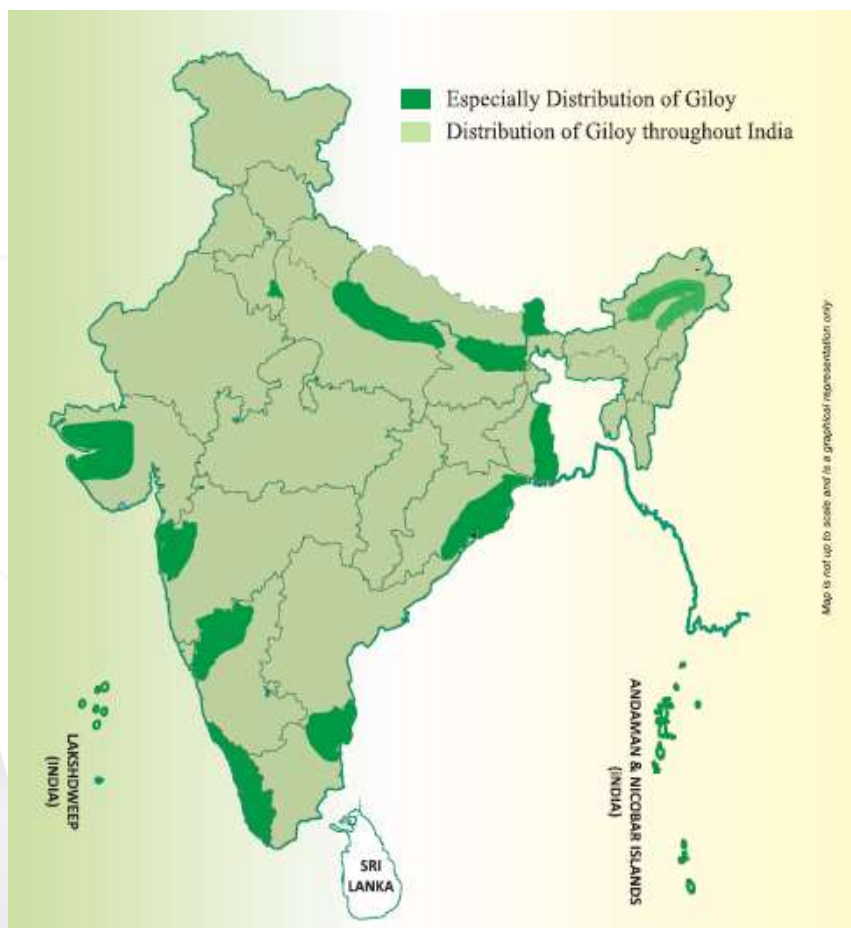 Especially Distribution of Giloy
Distribution of Giloy throughout India
Map is not up to scale and is a graphical representation only
LAKSHDWEEP
(INDIA)
ANDAMAN & NICOBAR ISLANDS
(INDIA)
SRI
LANKA